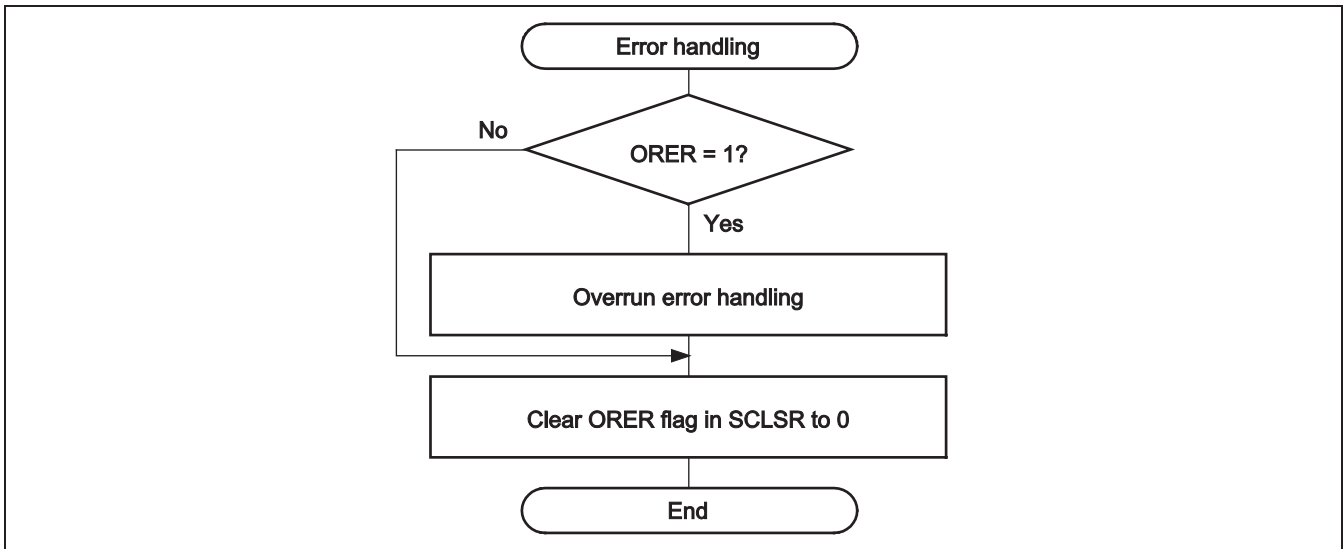 Error handling
No
ORER = 1?
Yes
Overrun error handling
Clear ORER flag in SCLSR to 0
End